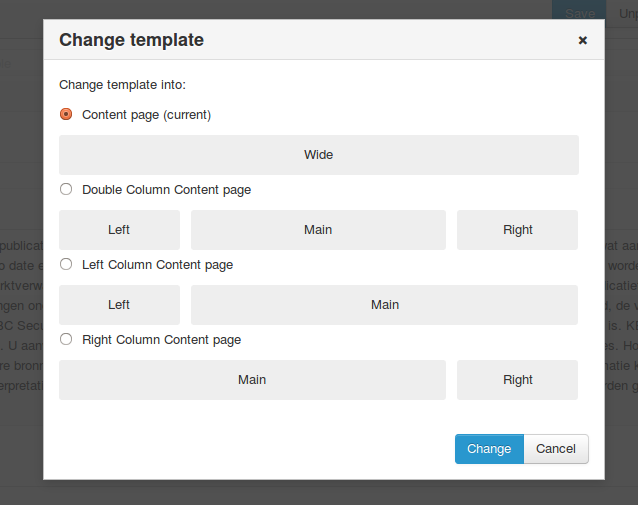 Save
Change template
×
Change template into:
Content page (current)
Wide
Double Column Content page
Left Main Right
Left Column Content page
Left Main
Right Column Content page
Main Right
Change Cancel